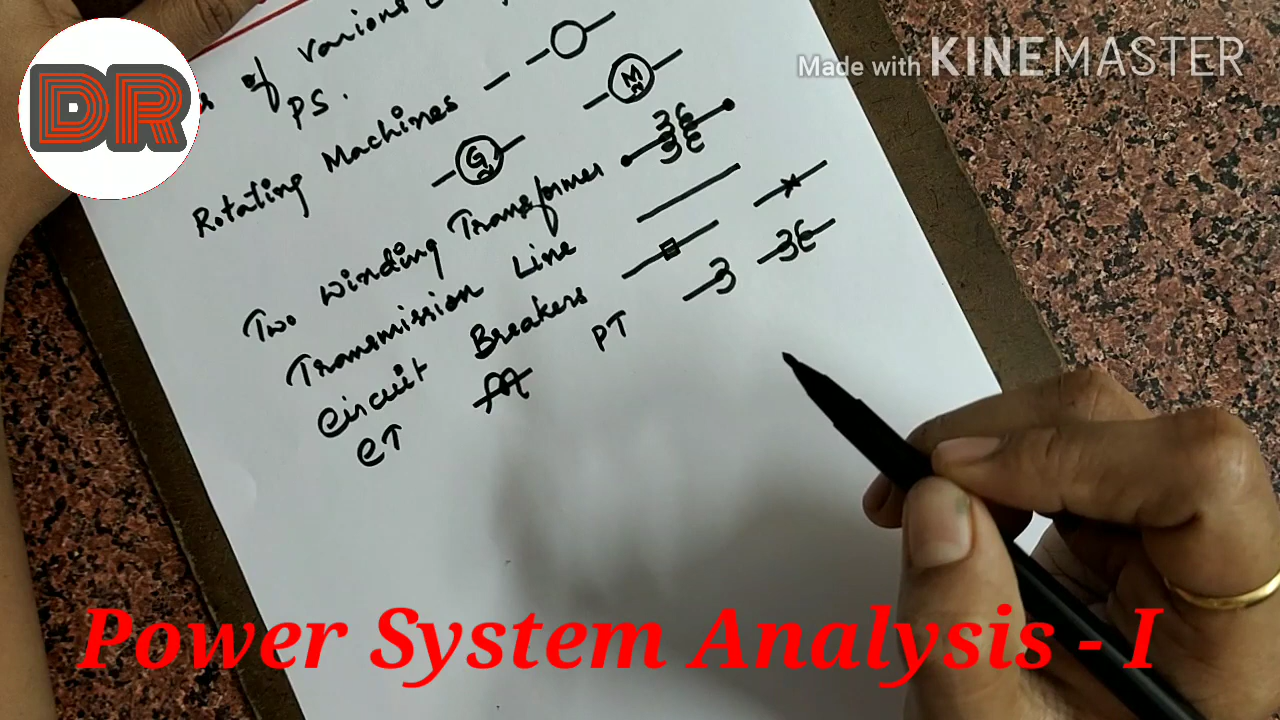 DR
Made with KINEMASTER
of various
PS.
Rotating Machines
M
G
Two Winding Transformer
Transmission Line
Circuit Breakers
CT PT
Power System Analysis - I